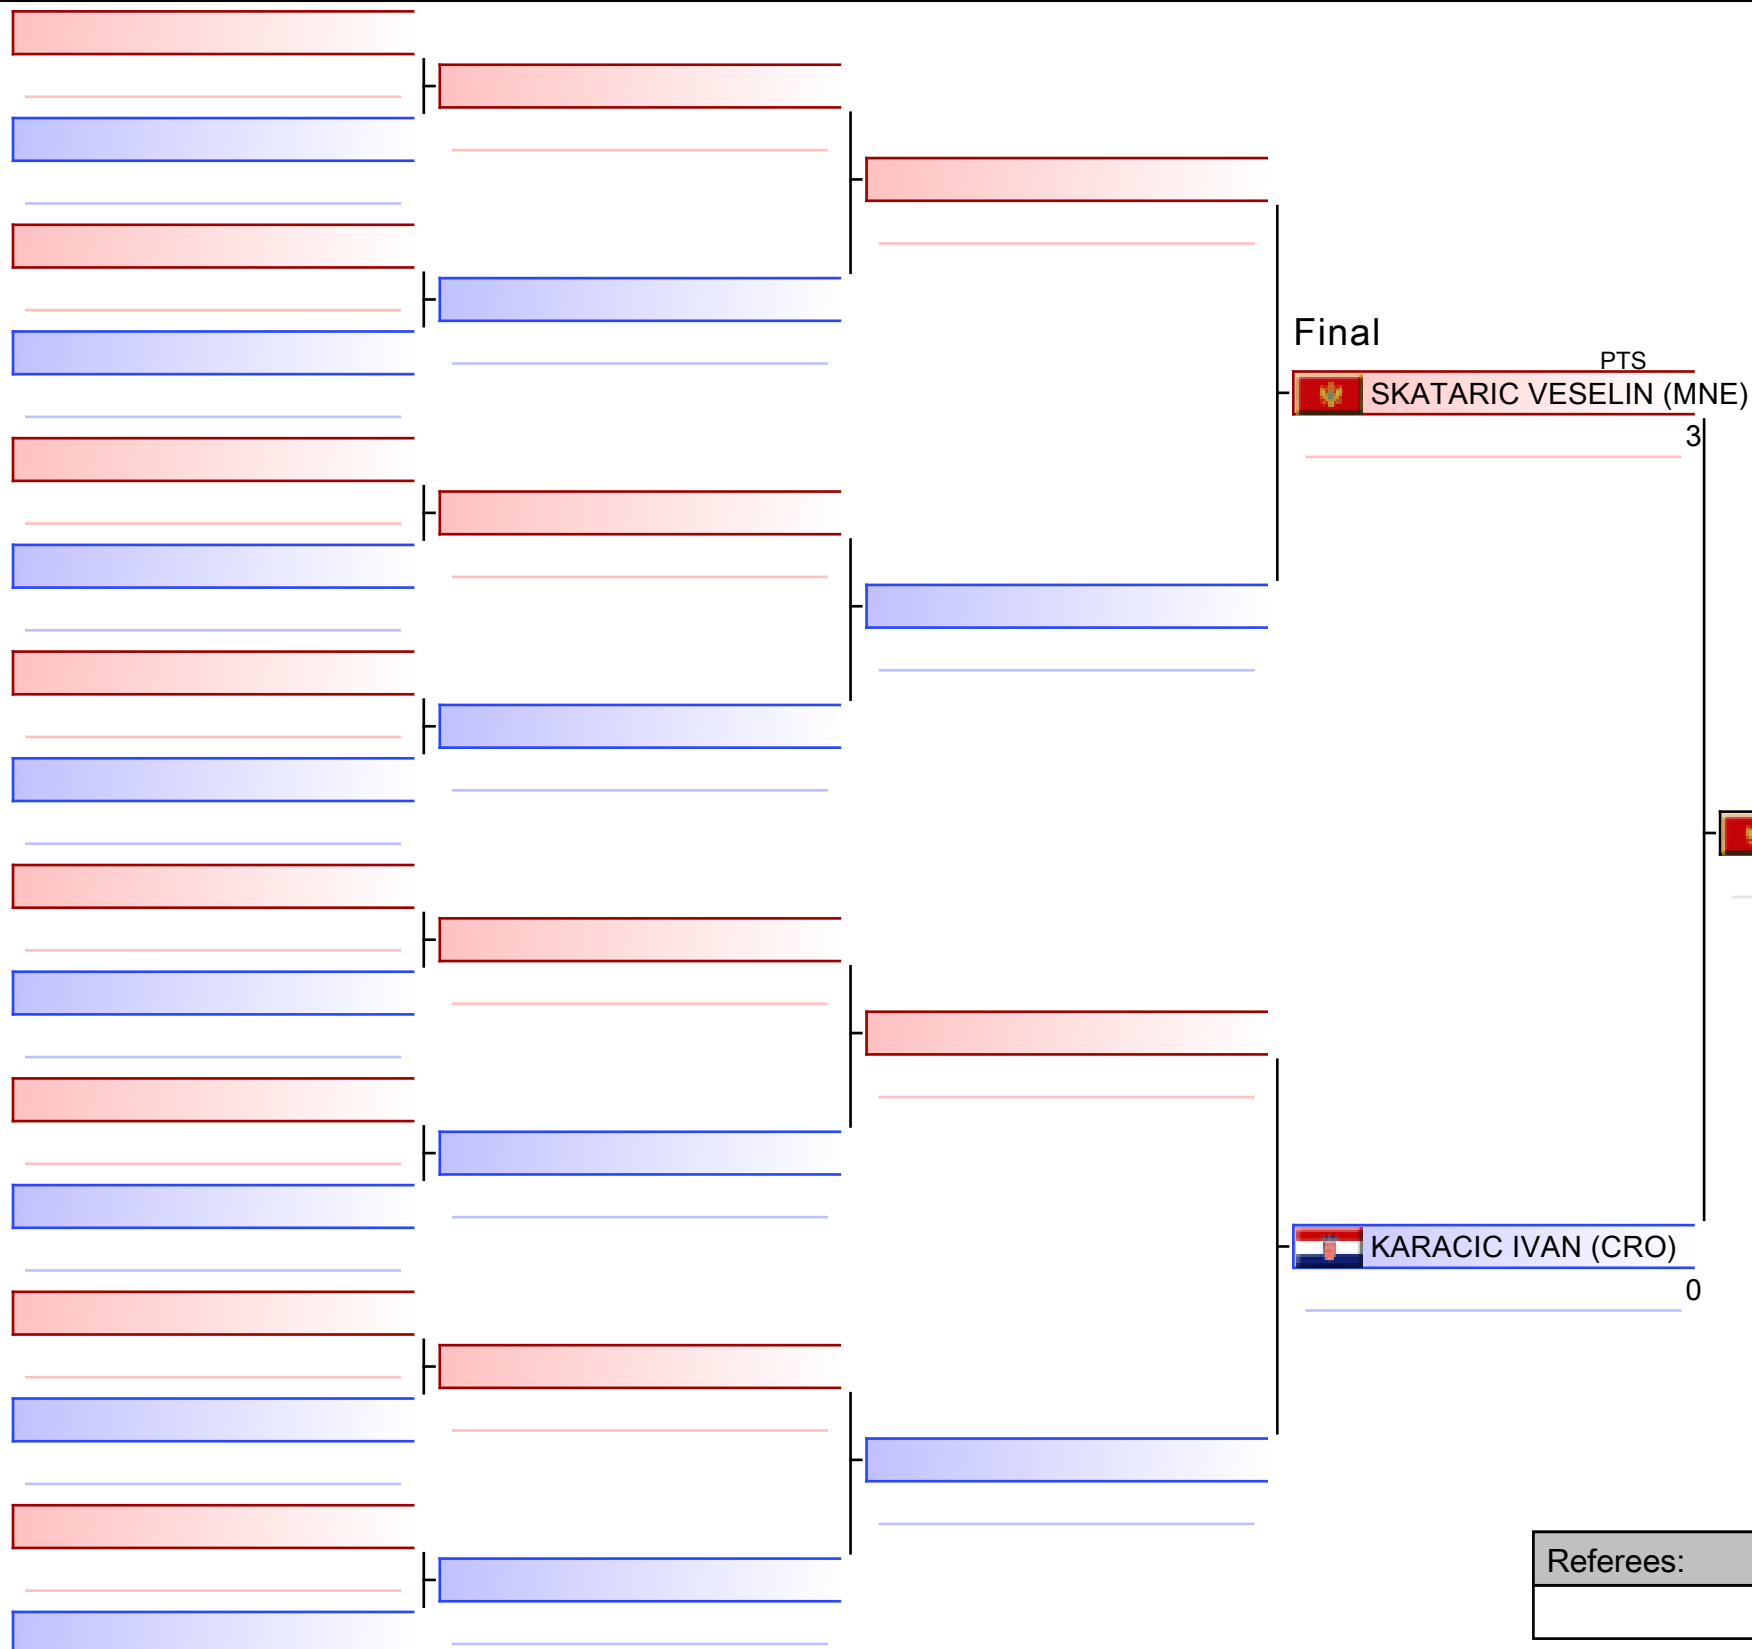 Final
PTS
SKATARIC VESELIN (MNE)
3
KARACIC IVAN (CRO)
0
Referees: